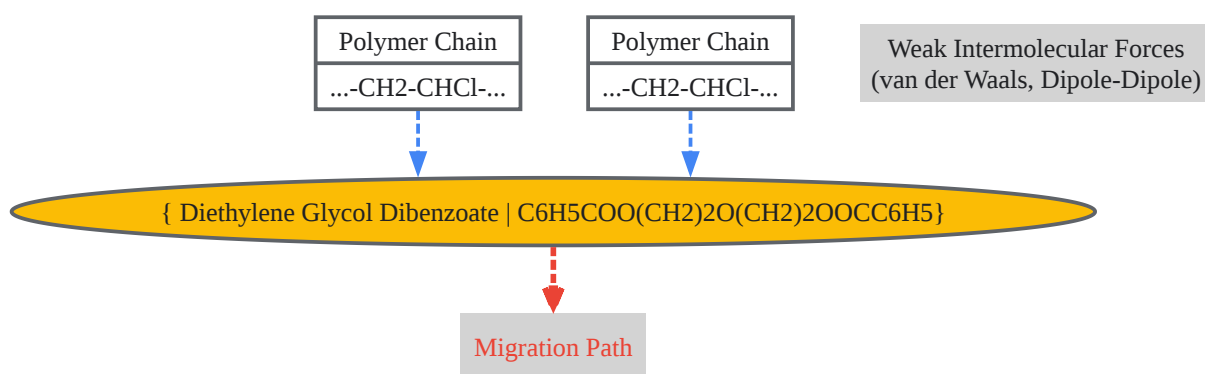 Polymer Chain
...-CH2-CHCl-...
Polymer Chain
...-CH2-CHCl-...
Weak Intermolecular Forces
(van der Waals, Dipole-Dipole)
{ Diethylene Glycol Dibenzoate | C6H5COO(CH2)2O(CH2)2OOCC6H5}
Migration Path